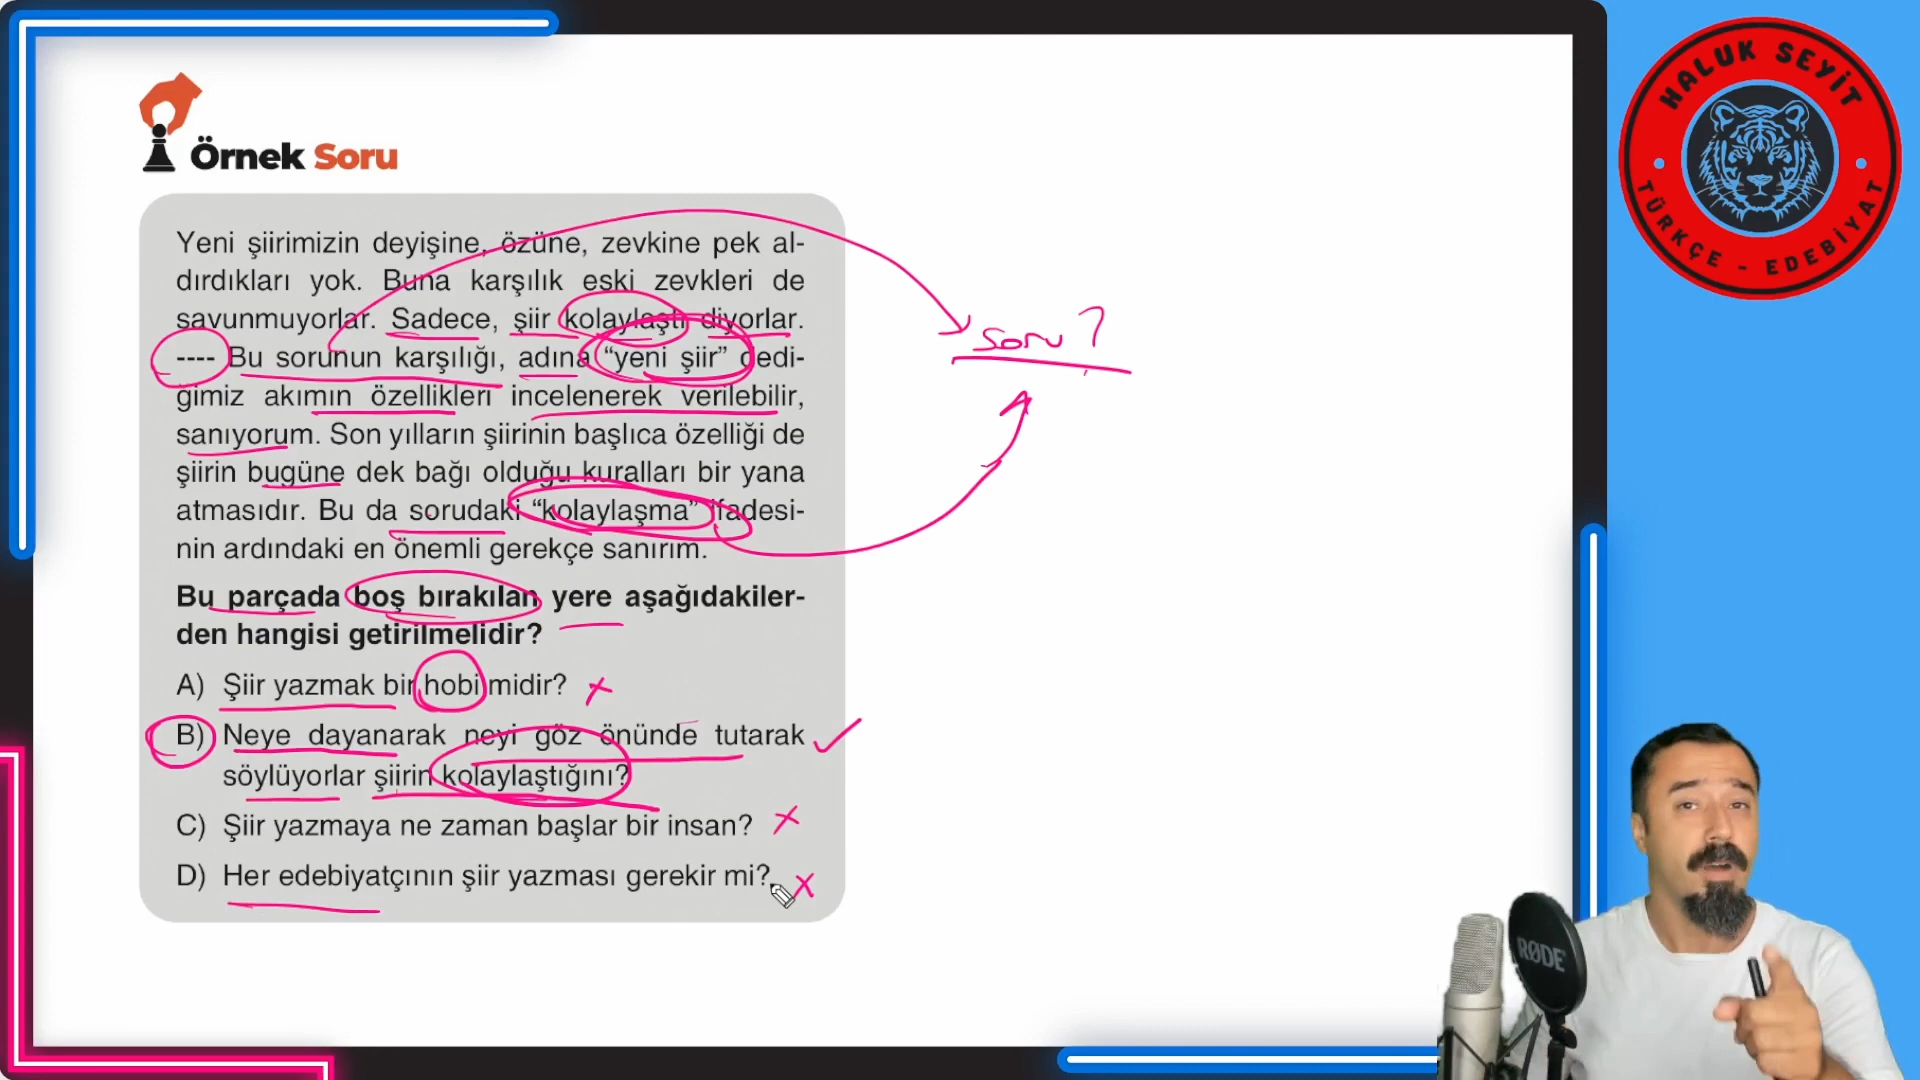 Örnek Soru
Yeni şiirimizin deyişine, özüne, zevkine pek al-
dırdıkları yok. Buna karşılık eski zevkleri de
savunmuyorlar. Sadece, şiir kolaylaştı diyorlar.
---- Bu sorunun karşılığı, adına “yeni şiir” dedi-
ğimiz akımın özellikleri incelenerek verilebilir,
sanıyorum. Son yılların şiirinin başlıca özelliği de
şiirin bugüne dek bağı olduğu kuralları bir yana
atmasıdır. Bu da sorudaki “kolaylaşma” ifadesi-
nin ardındaki en önemli gerekçe sanırım.
Bu parçada boş bırakılan yere aşağıdakiler-
den hangisi getirilmelidir?
A) Şiir yazmak bir hobi midir?
B) Neye dayanarak neyi göz önünde tutarak
söylüyorlar şiirin kolaylaştığını?
C) Şiir yazmaya ne zaman başlar bir insan?
D) Her edebiyatçının şiir yazması gerekir mi?
soru?
HALUK SEYİT
TÜRKÇE - EDEBİYAT
RØDE